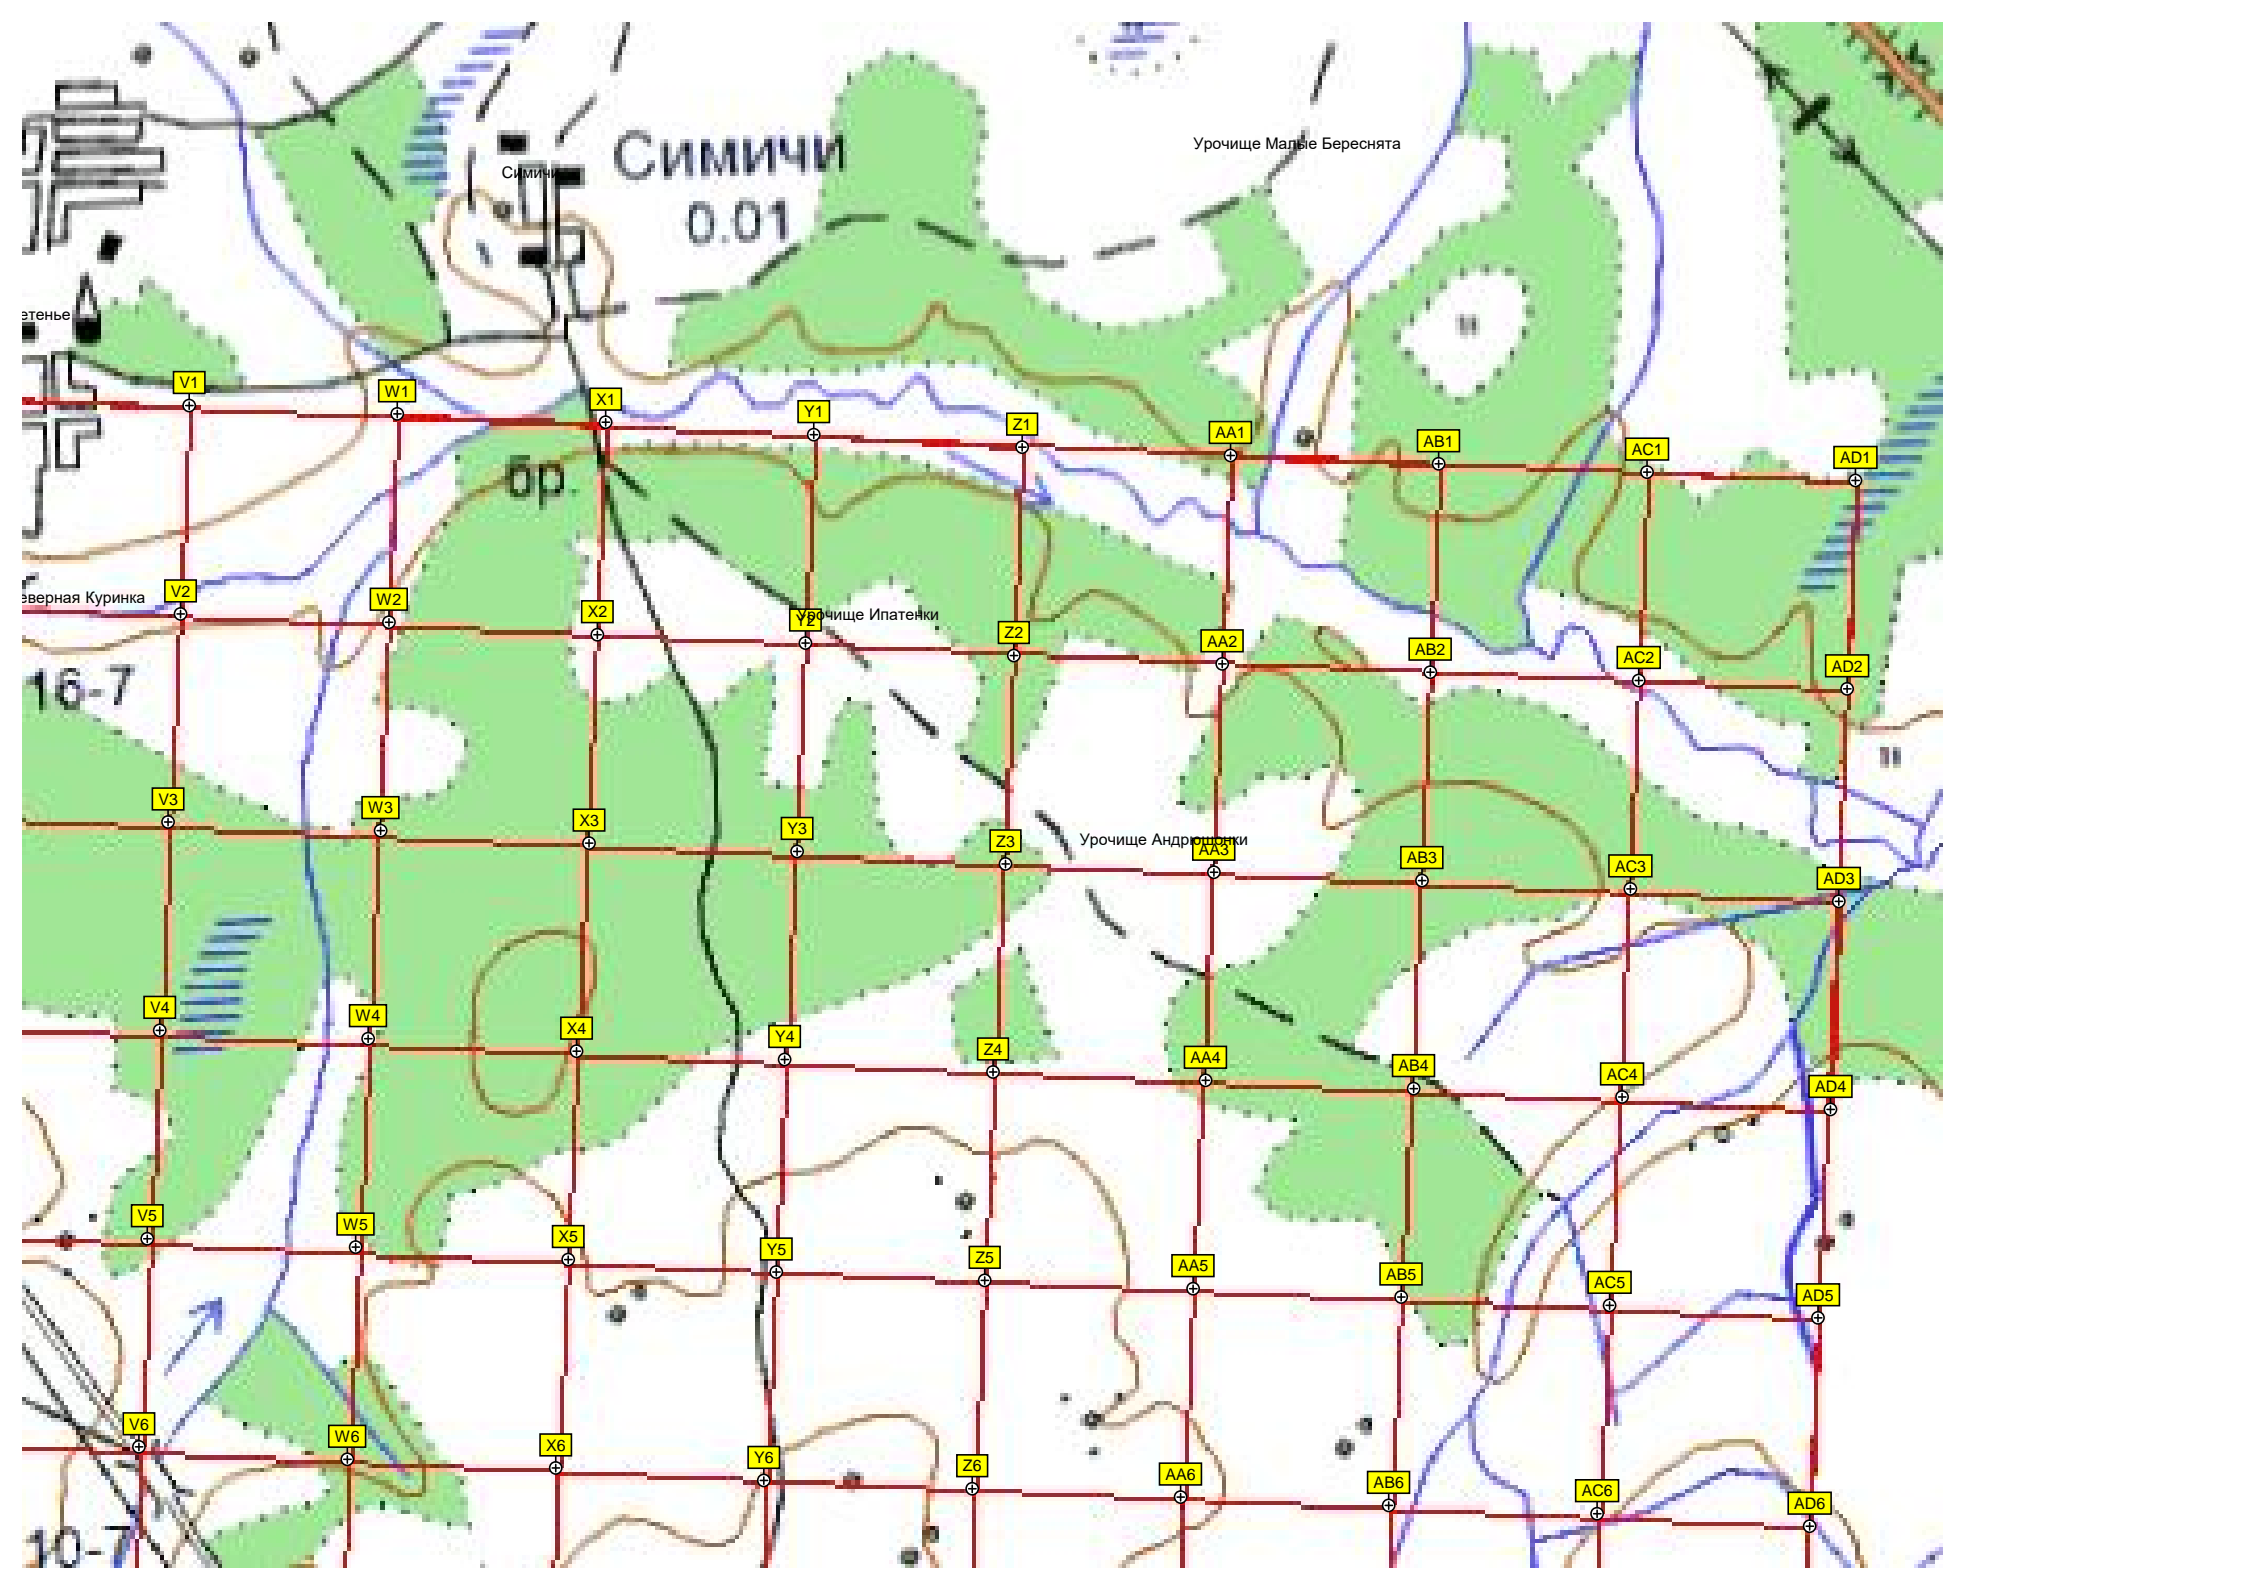 Симичи
0.01
Урочище Малые Береснята
Симичи
етенье
V1
W1
X1
Y1
Z1
AA1
AB1
AC1
AD1
бр.
еверная Куринка
V2
W2
X2
Y2
Урочище Ипатенки
Z2
AA2
AB2
AC2
AD2
16-7
V3
W3
X3
Y3
Z3
Урочище Андрюшонки
AA3
AB3
AC3
AD3
V4
W4
X4
Y4
Z4
AA4
AB4
AC4
AD4
V5
W5
X5
Y5
Z5
AA5
AB5
AC5
AD5
V6
W6
X6
Y6
Z6
AA6
AB6
AC6
AD6
10-7